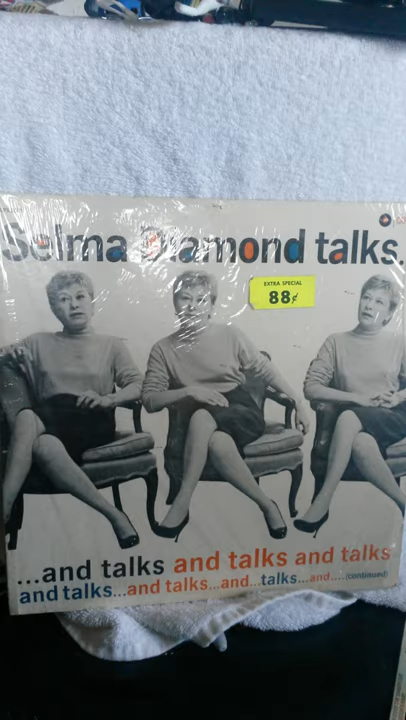 Selma Diamond talks.
EXTRA SPECIAL
88¢
...and talks and talks and talks
and talks...and talks...and...talks...and....(continued)